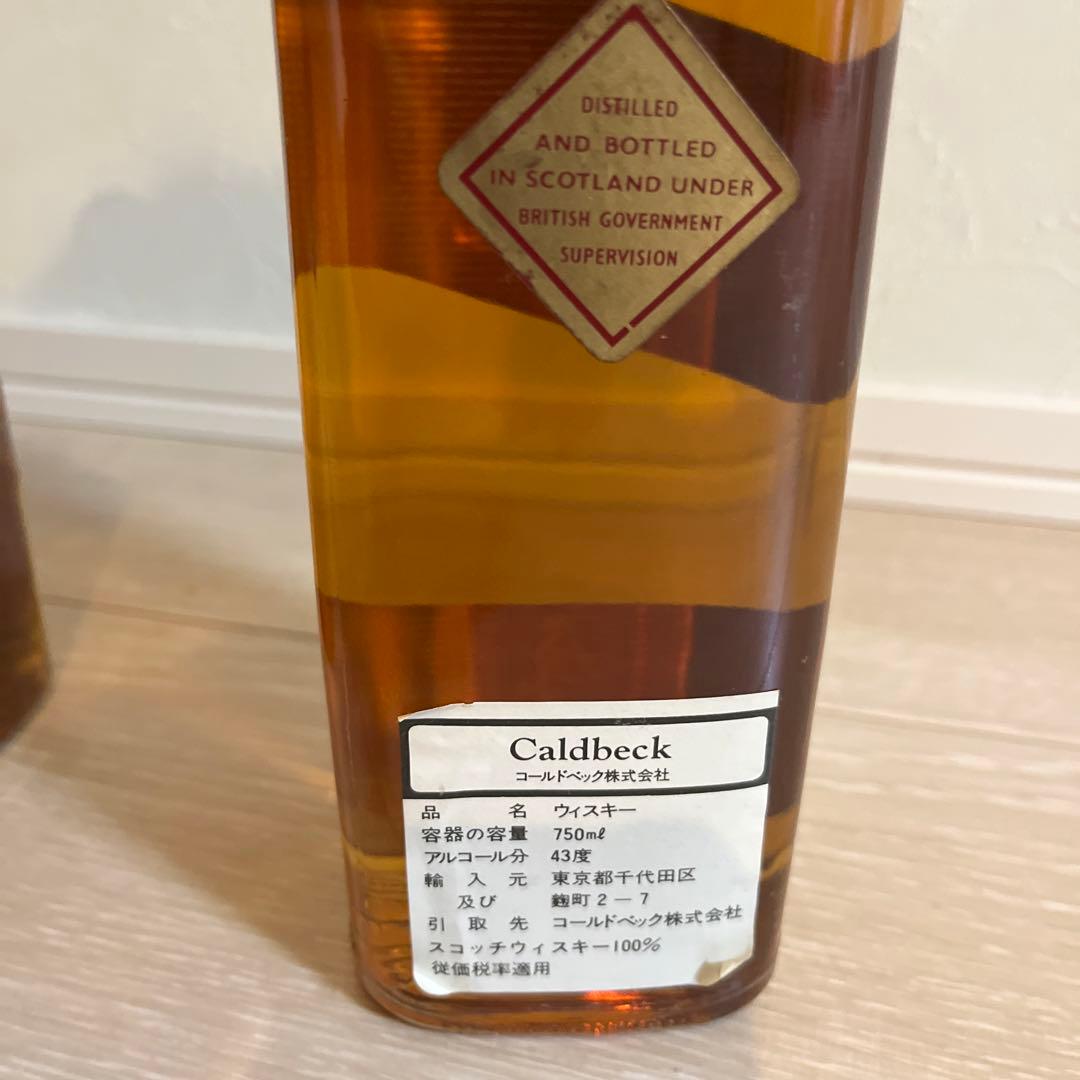 DISTILLED
AND BOTTLED
IN SCOTLAND UNDER
BRITISH GOVERNMENT
SUPERVISION
Caldbeck
コールドベック株式会社
品 名 ウィスキー
容器の容量 750㎖
アルコール分 43度
輸 入 元 東京都千代田区
及び 麹町2―7
引 取 先 コールドベック株式会社
スコッチウィスキー100%
従価税率適用